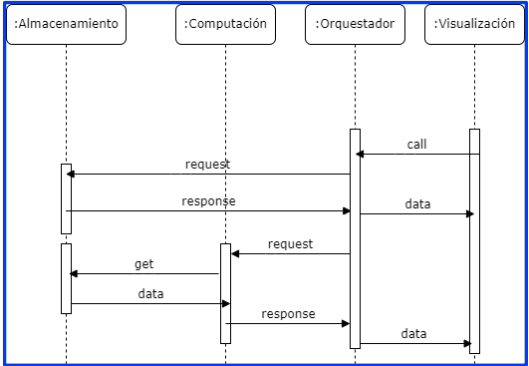 :Almacenamiento
:Computación
:Orquestador
:Visualización
call
request
response
data
request
get
data
response
data